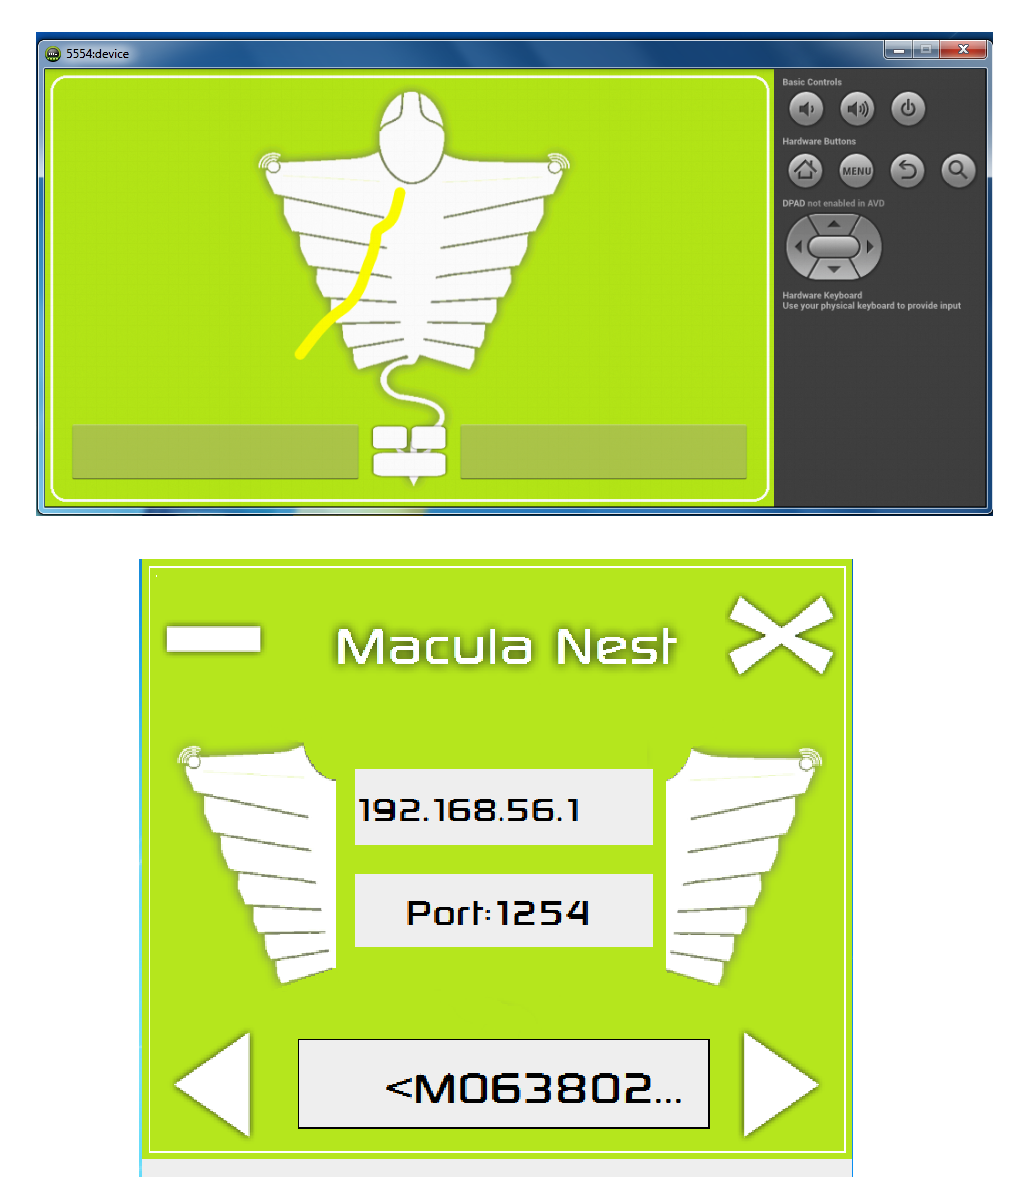 5554:device
Basic Controls
Hardware Buttons
MENU
DPAD not enabled in AVD
Hardware Keyboard
Use your physical keyboard to provide input
Macula Nest
192.168.56.1
Port:1254
<M063802...